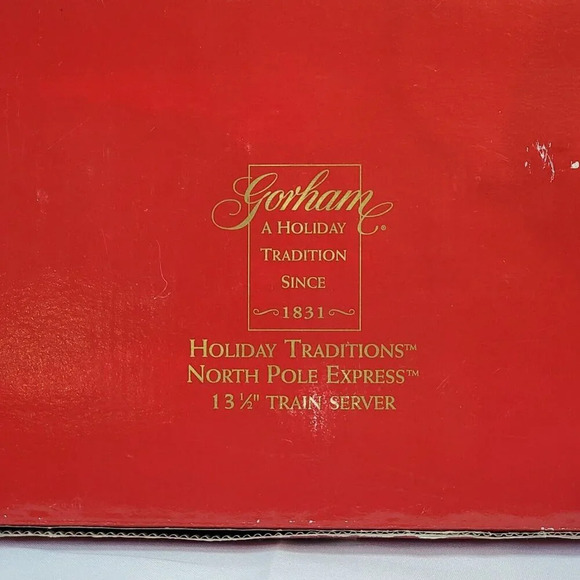 Gorham®
A HOLIDAY
TRADITION
SINCE
1831
HOLIDAY TRADITIONS™
NORTH POLE EXPRESS™
13 ½" TRAIN SERVER